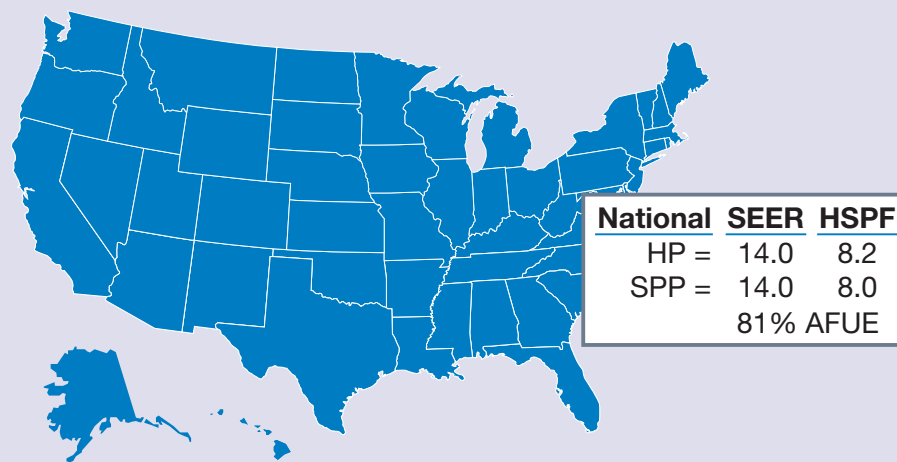 National SEER HSPF
HP = 14.0 8.2
SPP = 14.0 8.0
81% AFUE